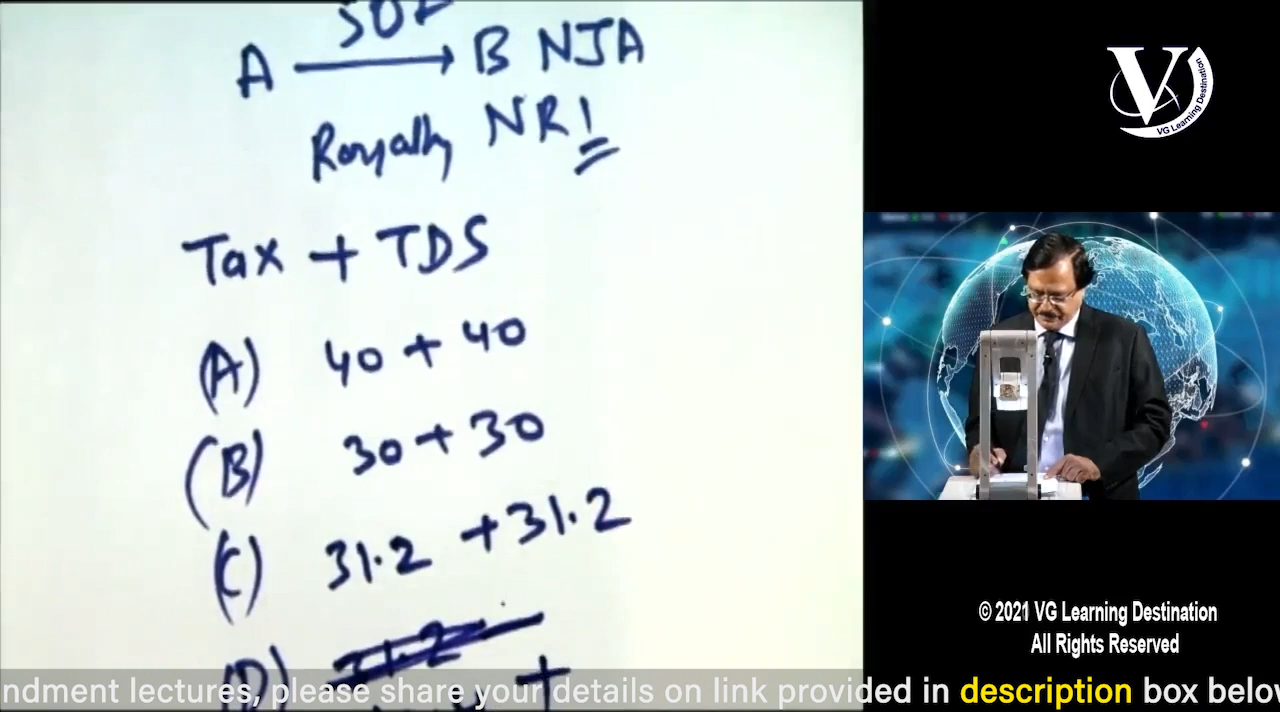 A → B NJA
Royalty NRI
Tax + TDS
(A) 40 + 40
(B) 30 + 30
(C) 31.2 + 31.2
(D) +
V
VG Learning Destination
© 2021 VG Learning Destination
All Rights Reserved
ndment lectures, please share your details on link provided in description box belov